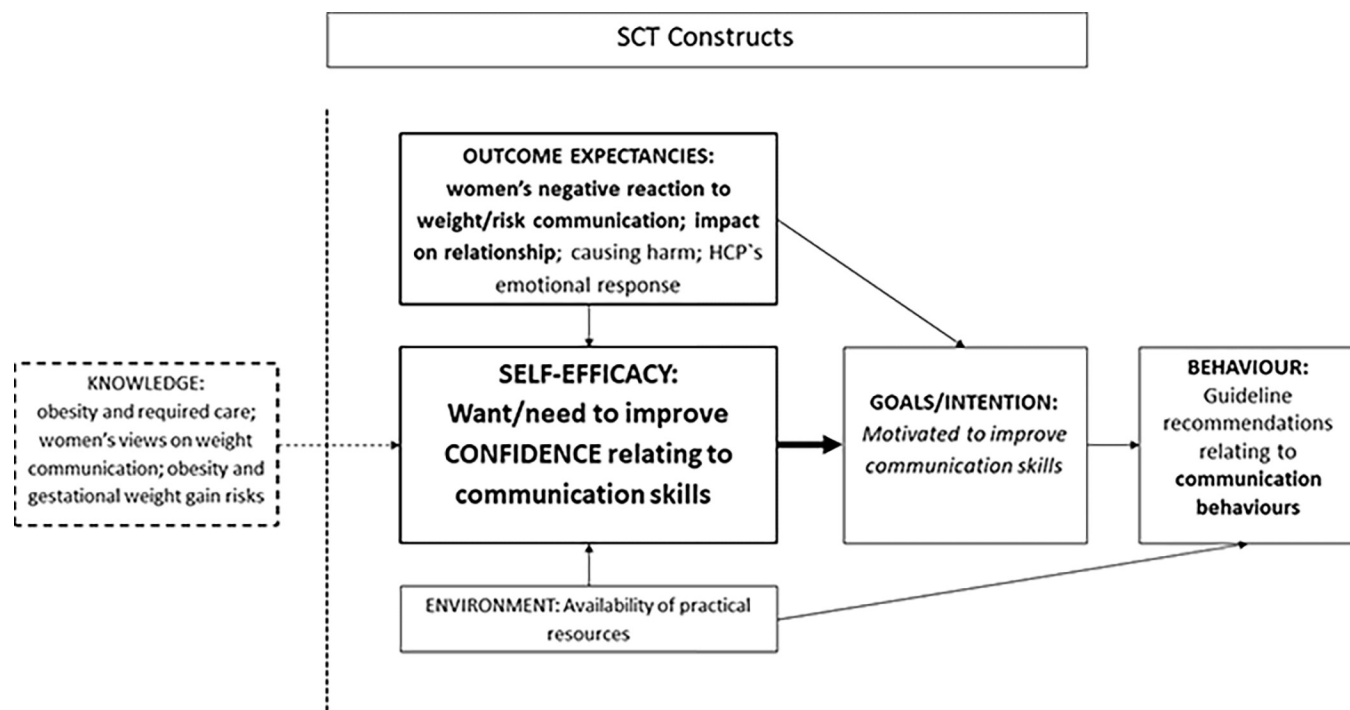 SCT Constructs
OUTCOME EXPECTANCIES:
women's negative reaction to
weight/risk communication; impact
on relationship; causing harm; HCP`s
emotional response
KNOWLEDGE:
obesity and required care;
women's views on weight
communication; obesity and
gestational weight gain risks
SELF-EFFICACY:
Want/need to improve
CONFIDENCE relating to
communication skills
GOALS/INTENTION:
Motivated to improve
communication skills
BEHAVIOUR:
Guideline
recommendations
relating to
communication
behaviours
ENVIRONMENT: Availability of practical
resources